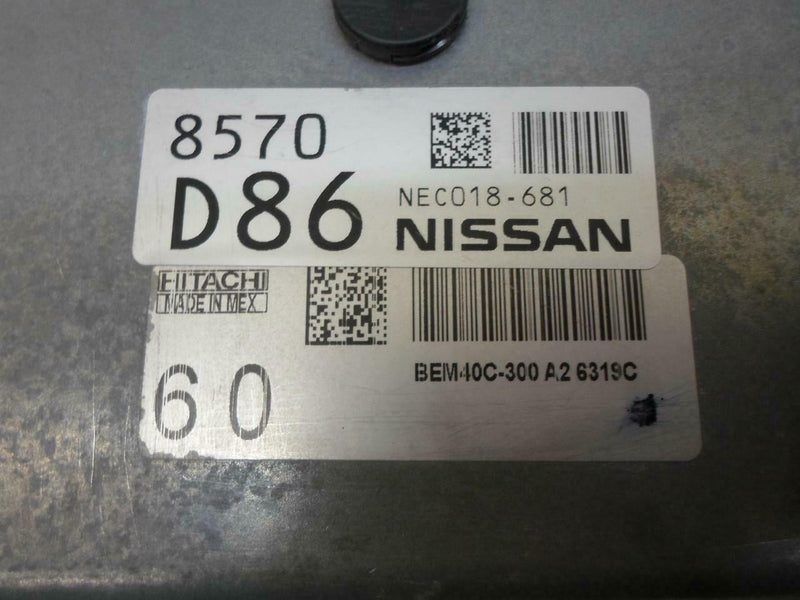 8570
D86
NEC018-681
NISSAN
HITACHI
MADE IN MEX
60
BEM40C-300 A2 6319C